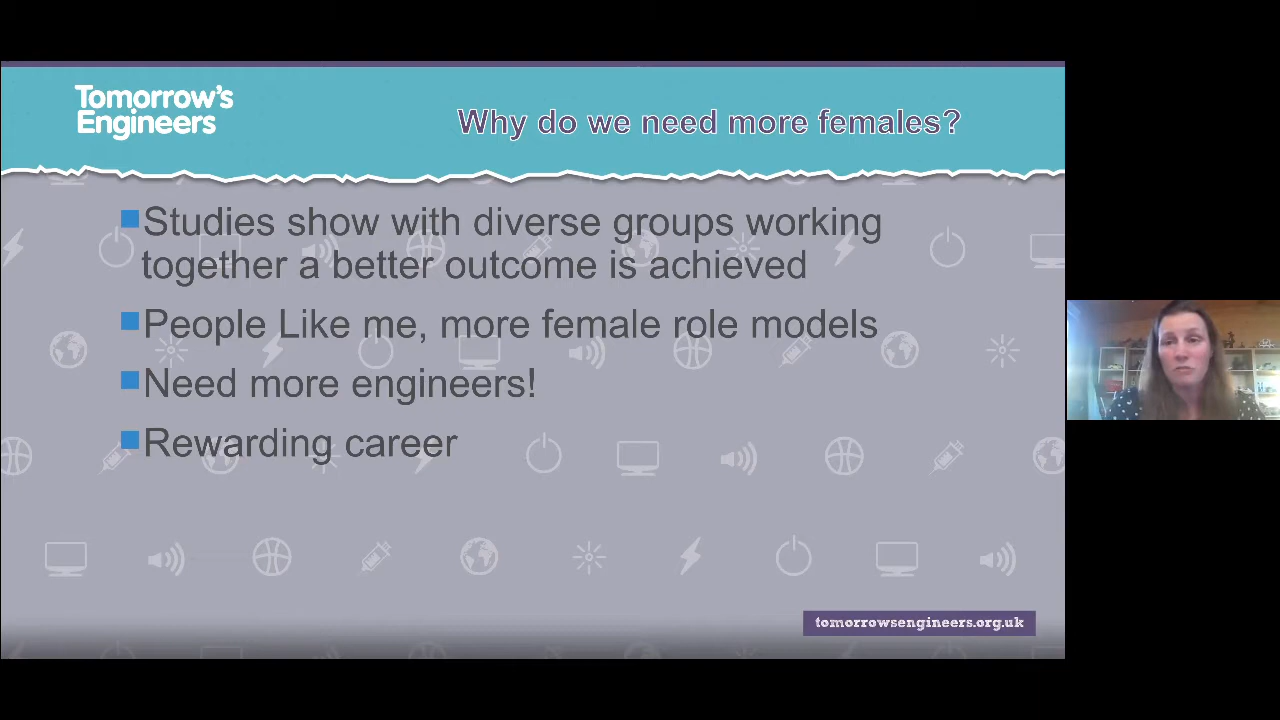 Tomorrow's
Engineers
Why do we need more females?
Studies show with diverse groups working
together a better outcome is achieved
People Like me, more female role models
Need more engineers!
Rewarding career
tomorrowsengineers.org.uk